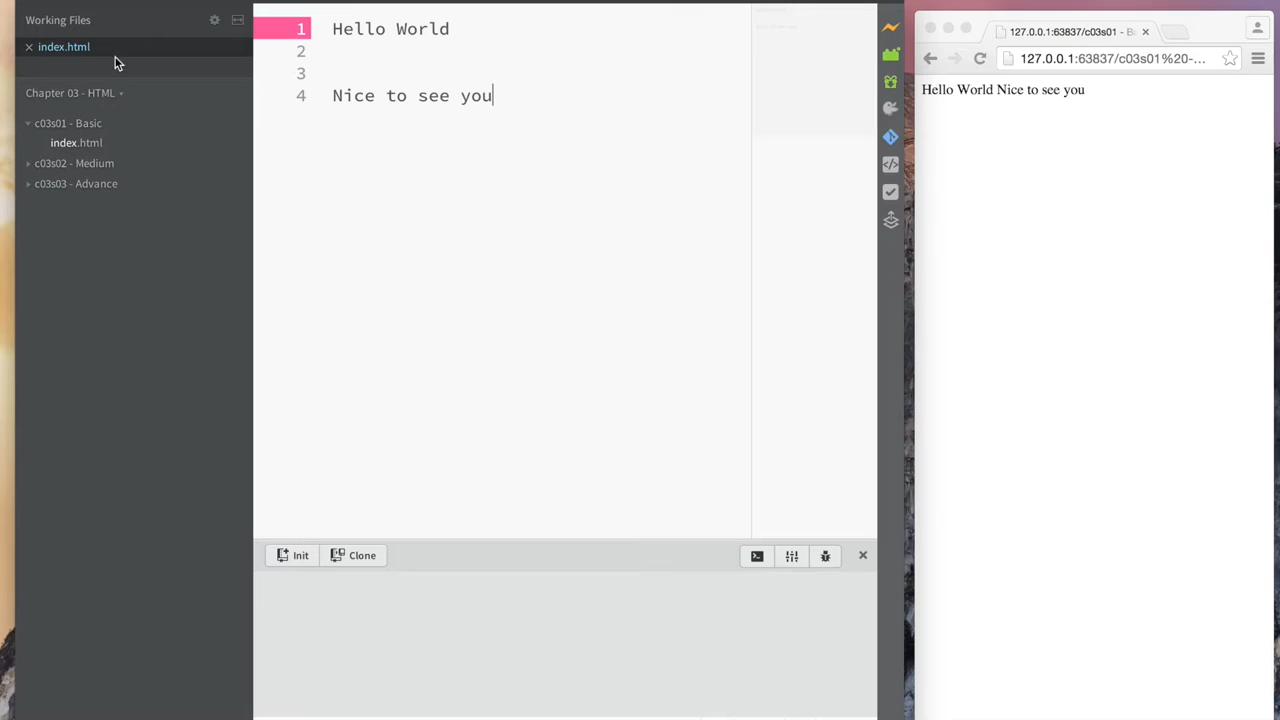 Working Files
index.html
Chapter 03 - HTML
c03s01 - Basic
index.html
c03s02 - Medium
c03s03 - Advance
1 Hello World
2
3
4 Nice to see you
Init Clone
127.0.0.1:63837/c03s01 - Ba
127.0.0.1:63837/c03s01%20-...
Hello World Nice to see you